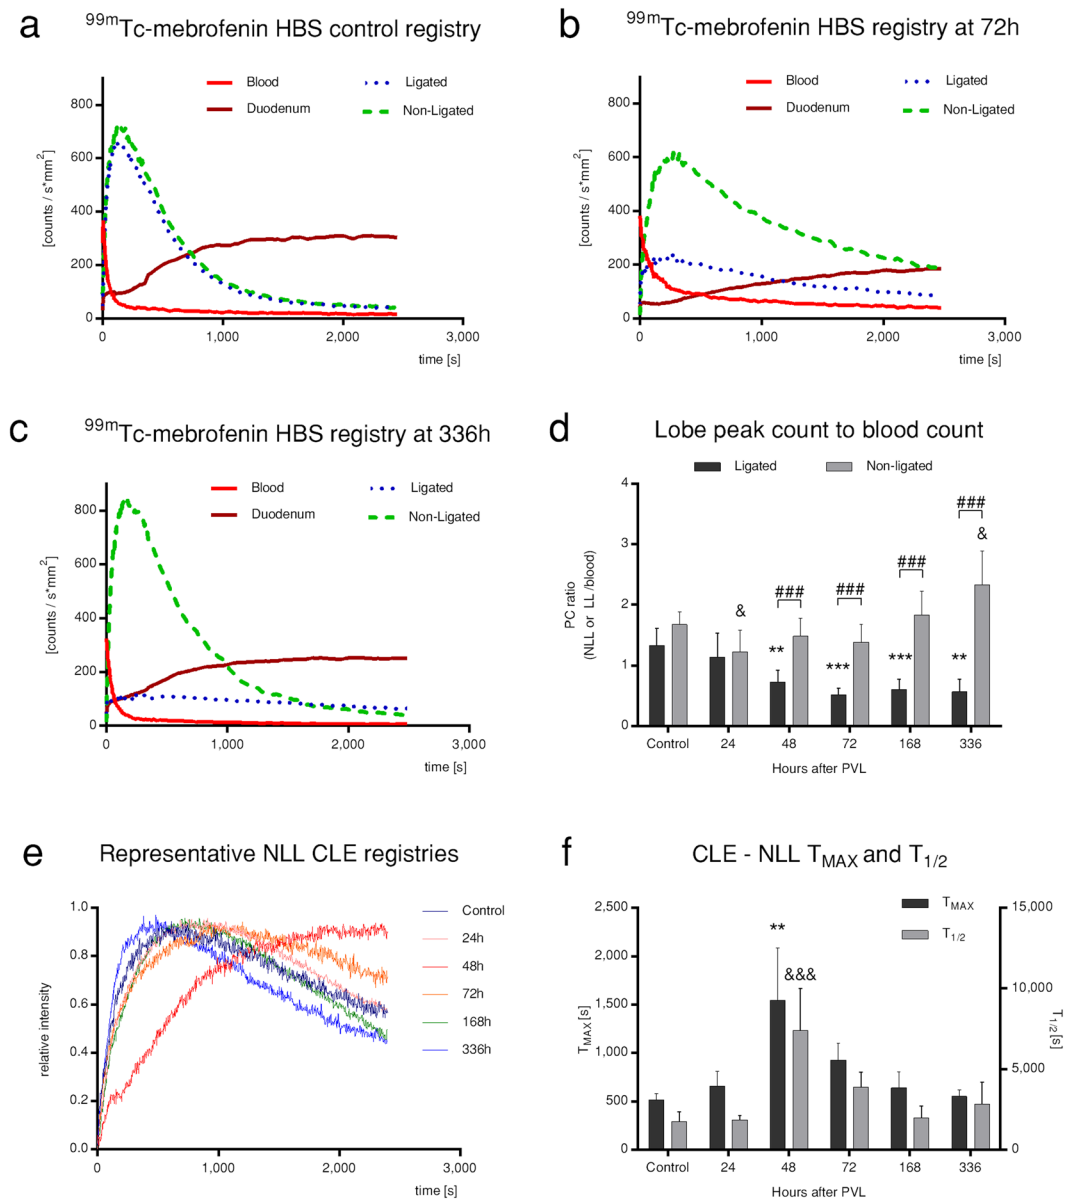 a
99mTc-mebrofenin HBS control registry
Blood
Ligated
Duodenum
Non-Ligated
[counts / s*mm2]
800
600
400
200
0
0
1,000
2,000
3,000
time [s]
b
99mTc-mebrofenin HBS registry at 72h
Blood
Ligated
Duodenum
Non-Ligated
[counts / s*mm2]
800
600
400
200
0
0
1,000
2,000
3,000
time [s]
c
99mTc-mebrofenin HBS registry at 336h
Blood
Ligated
Duodenum
Non-Ligated
[counts / s*mm2]
800
600
400
200
0
0
1,000
2,000
3,000
time [s]
d
Lobe peak count to blood count
Ligated
Non-ligated
PC ratio
(NLL or LL /blood)
4
3
2
1
0
&
**
###
***
###
***
###
**
###
&
Control
24
48
72
168
336
Hours after PVL
e
Representative NLL CLE registries
relative intensity
1.0
0.8
0.6
0.4
0.2
0.0
Control
24h
48h
72h
168h
336h
0
1,000
2,000
3,000
time [s]
f
CLE - NLL TMAX and T1/2
TMAX
T1/2
TMAX [s]
2,500
2,000
1,500
1,000
500
0
**
&&&
15,000
10,000
5,000
0
T1/2 [s]
Control
24
48
72
168
336
Hours after PVL